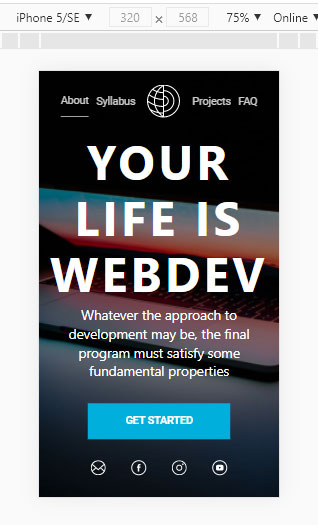 iPhone 5/SE ▼ 320 × 568 75% ▼ Online ▼
About Syllabus Projects FAQ
YOUR
LIFE IS
WEBDEV
Whatever the approach to
development may be, the final
program must satisfy some
fundamental properties
GET STARTED